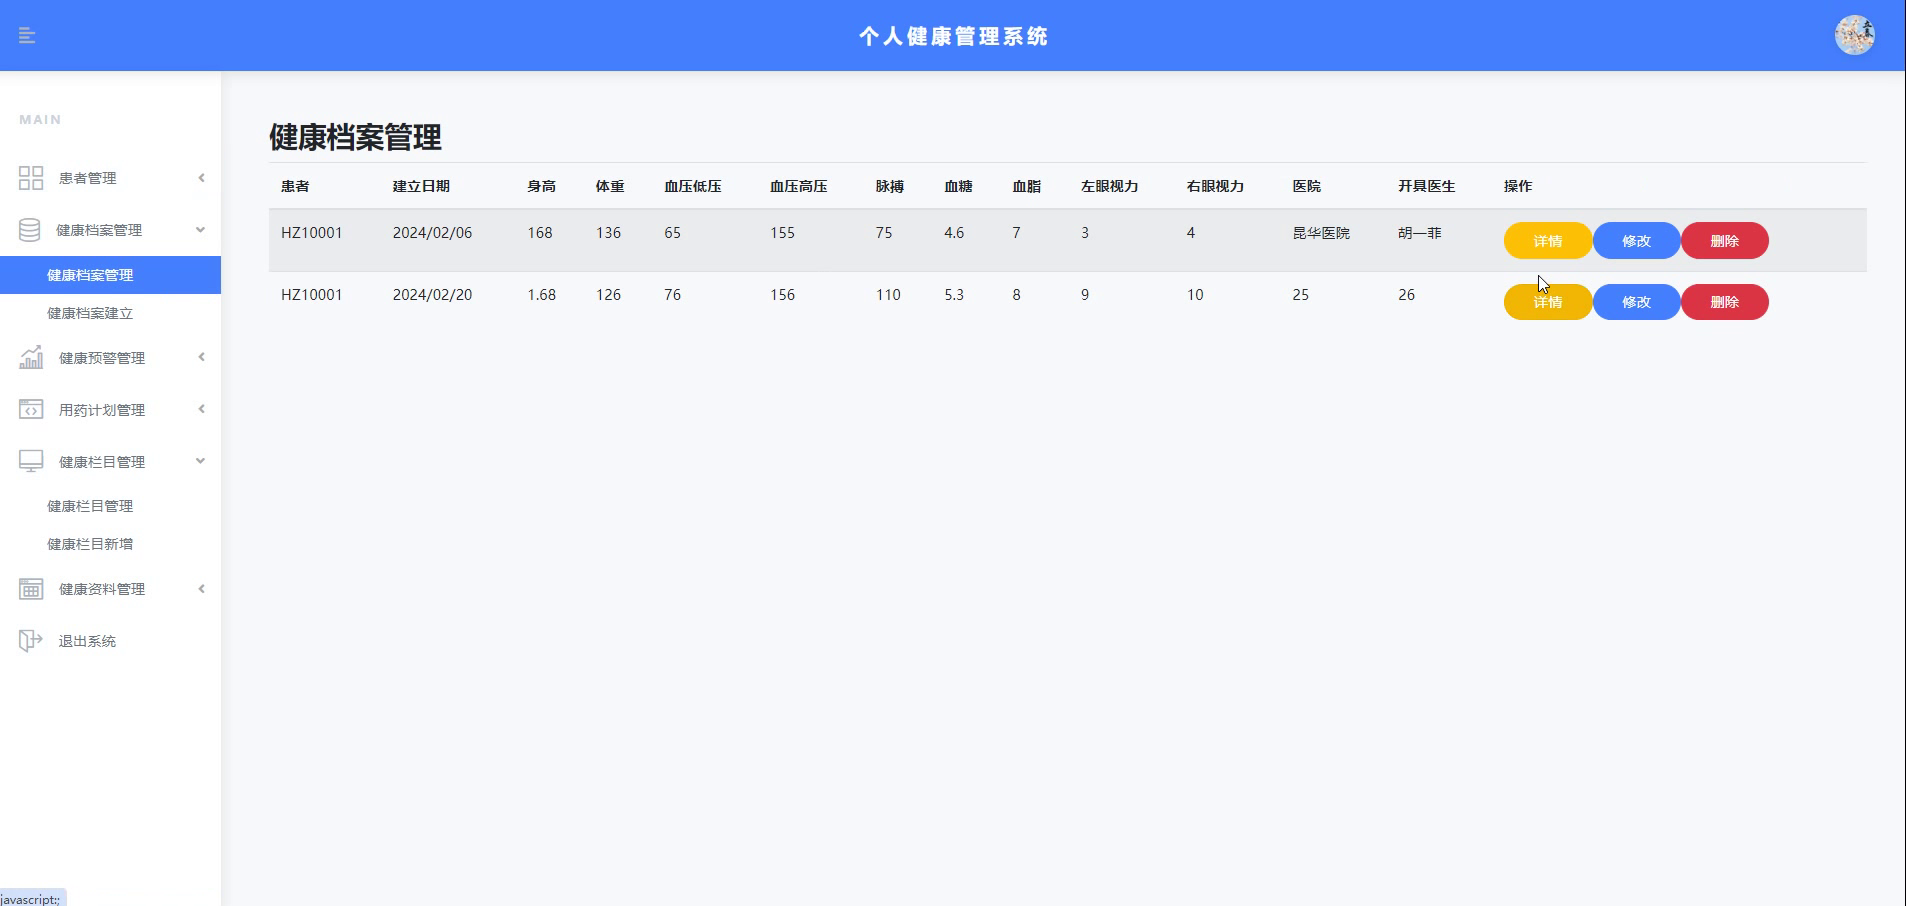 个人健康管理系统
MAIN
患者管理
健康档案管理
健康档案管理
健康档案建立
健康预警管理
用药计划管理
健康栏目管理
健康栏目管理
健康栏目新增
健康资料管理
退出系统
健康档案管理
患者 建立日期 身高 体重 血压低压 血压高压 脉搏 血糖 血脂 左眼视力 右眼视力 医院 开具医生 操作
HZ10001 2024/02/06 168 136 65 155 75 4.6 7 3 4 昆华医院 胡一菲 详情 修改 删除
HZ10001 2024/02/20 1.68 126 76 156 110 5.3 8 9 10 25 26 详情 修改 删除
javascript:;